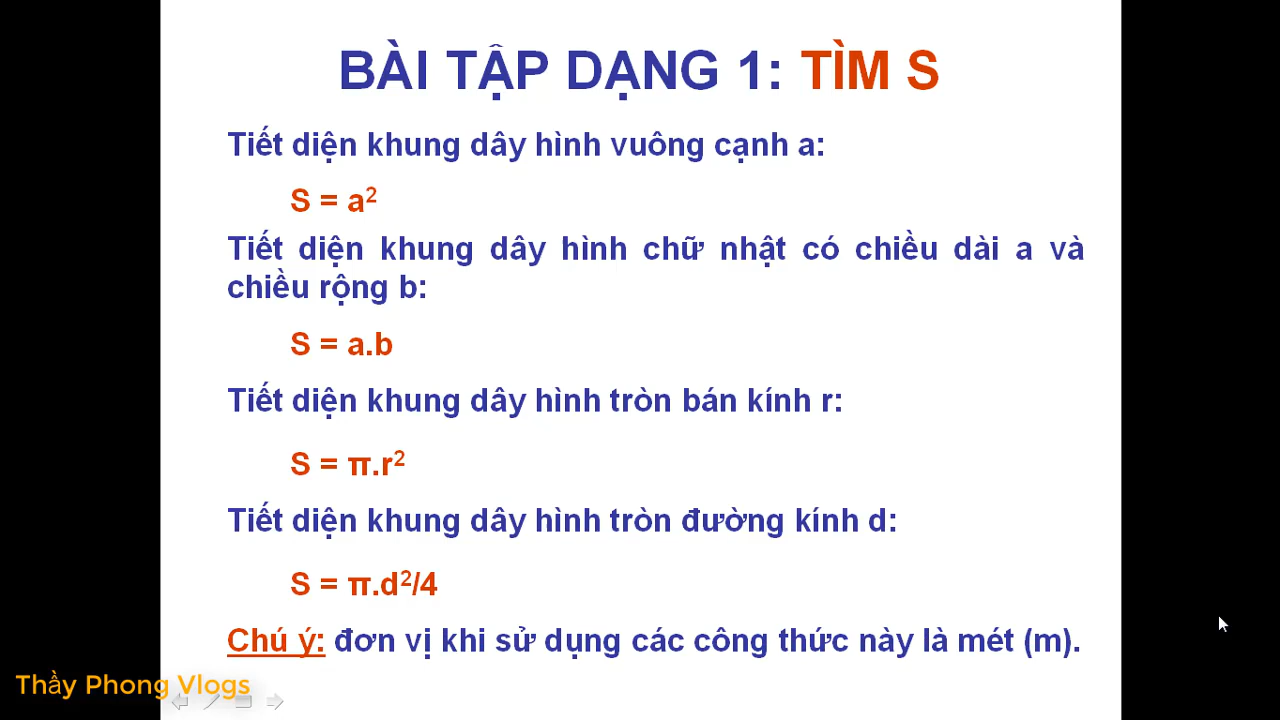 BÀI TẬP DẠNG 1: TÌM S
Tiết diện khung dây hình vuông cạnh a:
S = a²
Tiết diện khung dây hình chữ nhật có chiều dài a và
chiều rộng b:
S = a.b
Tiết diện khung dây hình tròn bán kính r:
S = π.r²
Tiết diện khung dây hình tròn đường kính d:
S = π.d²/4
Chú ý: đơn vị khi sử dụng các công thức này là mét (m).
Thầy Phong Vlogs